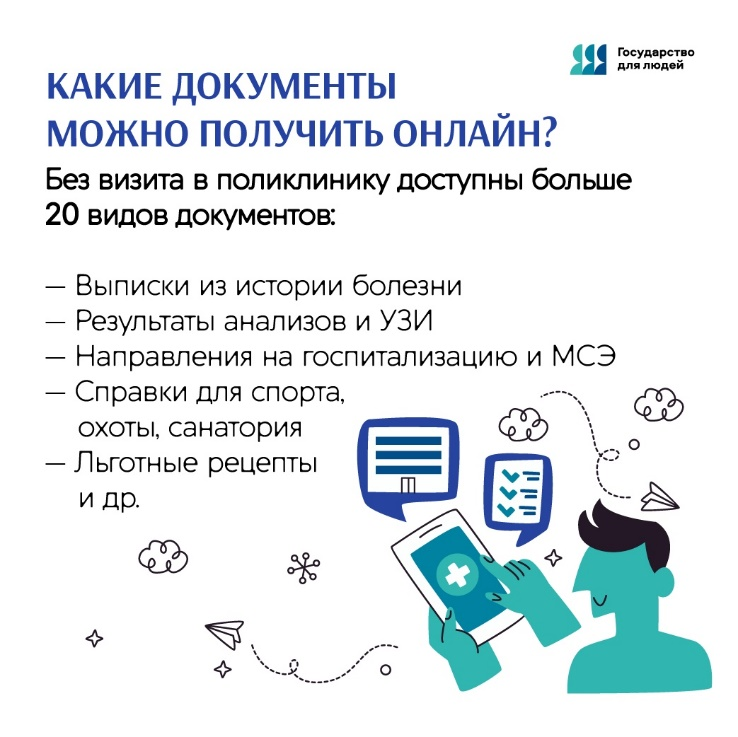 Государство
для людей
КАКИЕ ДОКУМЕНТЫ
МОЖНО ПОЛУЧИТЬ ОНЛАЙН?
Без визита в поликлинику доступны больше
20 видов документов:
— Выписки из истории болезни
— Результаты анализов и УЗИ
— Направления на госпитализацию и МСЭ
— Справки для спорта,
охоты, санатория
— Льготные рецепты
и др.